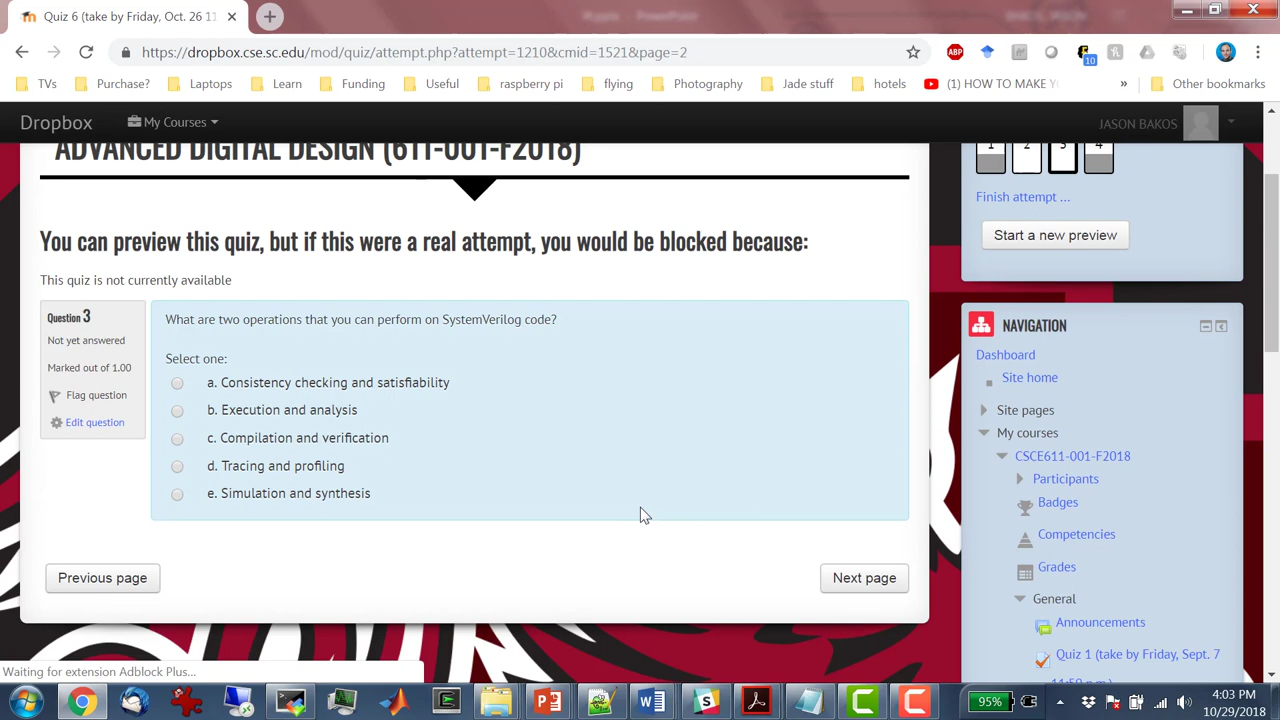 Quiz 6 (take by Friday, Oct. 26 11
https://dropbox.cse.sc.edu/mod/quiz/attempt.php?attempt=1210&cmid=1521&page=2
ABP
10
TVs Purchase? Laptop Learn Funding Useful raspberry pi flying Photography Jade stuff hotels (1) HOW TO MAKE Y » Other bookmarks
Dropbox My Courses JASON BAKOS
ADVANCED DIGITAL DESIGN (611-001-F2018)
1 2 3 4
Finish attempt ...
Start a new preview
You can preview this quiz, but if this were a real attempt, you would be blocked because:
This quiz is not currently available
Question 3
Not yet answered
Marked out of 1.00
Flag question
Edit question
What are two operations that you can perform on SystemVerilog code?
Select one:
a. Consistency checking and satisfiability
b. Execution and analysis
c. Compilation and verification
d. Tracing and profiling
e. Simulation and synthesis
Previous page
Next page
NAVIGATION
Dashboard
Site home
Site pages
My courses
CSCE611-001-F2018
Participants
Badges
Competencies
Grades
General
Announcements
Quiz 1 (take by Friday, Sept. 7
11:59 p.m.)
Waiting for extension Adblock Plus...
95%
4:03 PM
10/29/2018